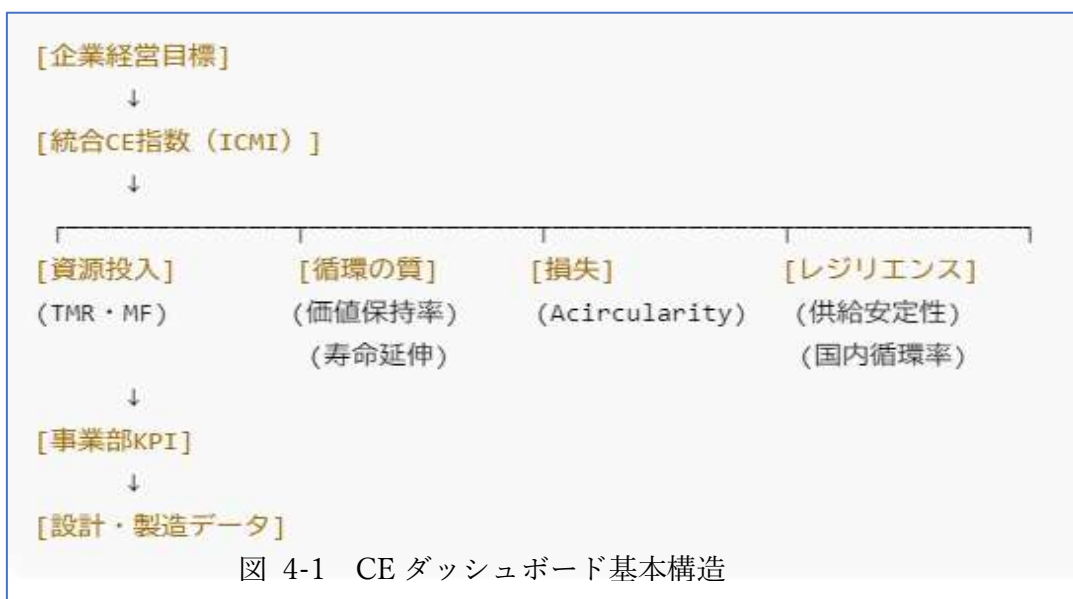 [企業経営目標]
↓
[統合CE指数（ICMI）]
↓
[資源投入] [循環の質] [損失] [レジリエンス]
(TMR・MF) (価値保持率) (Acircularity) (供給安定性)
(寿命延伸) (国内循環率)
↓
[事業部KPI]
↓
[設計・製造データ]
図 4-1 CE ダッシュボード基本構造